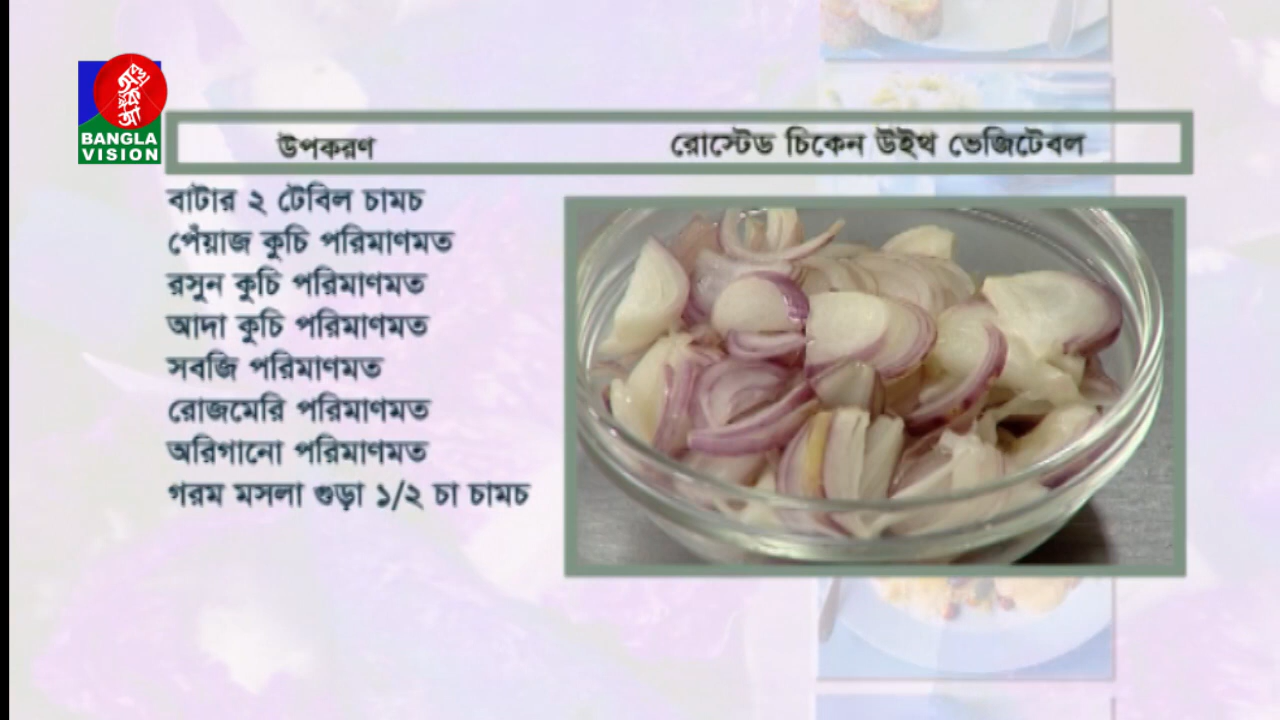 BANGLA
VISION
উপকরণ
রোস্টেড চিকেন উইথ ভেজিটেবল
বাটার ২ টেবিল চামচ
পেঁয়াজ কুচি পরিমাণমত
রসুন কুচি পরিমাণমত
আদা কুচি পরিমাণমত
সবজি পরিমাণমত
রোজমেরি পরিমাণমত
অরিগানো পরিমাণমত
গরম মসলা গুড়া ১/২ চা চামচ